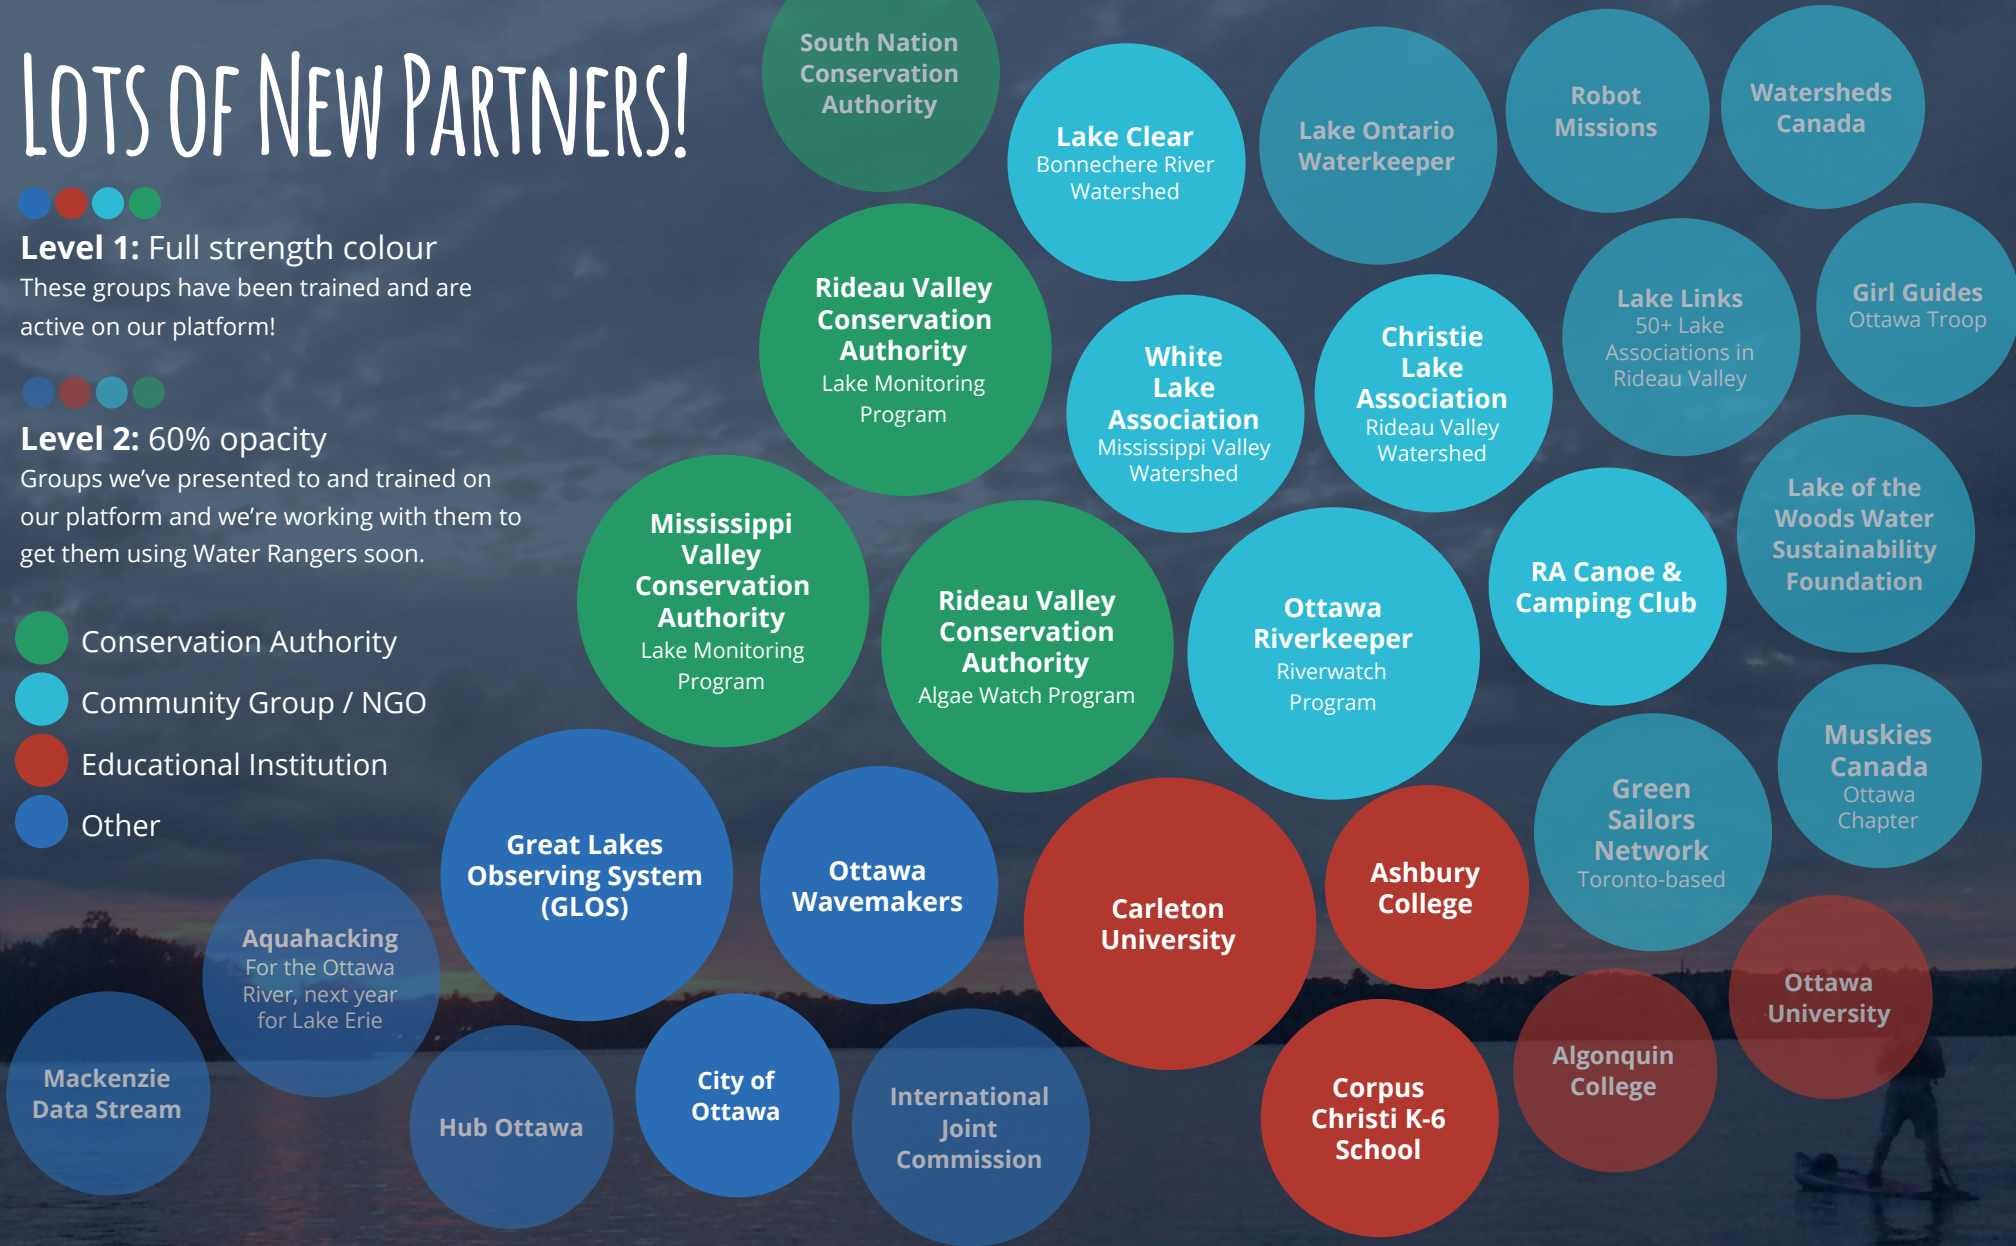 LOTS OF NEW PARTNERS!
Level 1: Full strength colour
These groups have been trained and are
active on our platform!
Level 2: 60% opacity
Groups we've presented to and trained on
our platform and we're working with them to
get them using Water Rangers soon.
Conservation Authority
Community Group / NGO
Educational Institution
Other
South Nation
Conservation
Authority
Lake Clear
Bonnechere River
Watershed
Lake Ontario
Waterkeeper
Robot
Missions
Watersheds
Canada
Rideau Valley
Conservation
Authority
Lake Monitoring
Program
White
Lake
Association
Mississippi Valley
Watershed
Christie
Lake
Association
Rideau Valley
Watershed
Lake Links
50+ Lake
Associations in
Rideau Valley
Girl Guides
Ottawa Troop
Mississippi
Valley
Conservation
Authority
Lake Monitoring
Program
Rideau Valley
Conservation
Authority
Algae Watch Program
Ottawa
Riverkeeper
Riverwatch
Program
RA Canoe &
Camping Club
Lake of the
Woods Water
Sustainability
Foundation
Great Lakes
Observing System
(GLOS)
Ottawa
Wavemakers
Carleton
University
Ashbury
College
Green
Sailors
Network
Toronto-based
Muskies
Canada
Ottawa
Chapter
Aquahacking
For the Ottawa
River, next year
for Lake Erie
Mackenzie
Data Stream
Hub Ottawa
City of
Ottawa
International
Joint
Commission
Corpus
Christi K-6
School
Algonquin
College
Ottawa
University